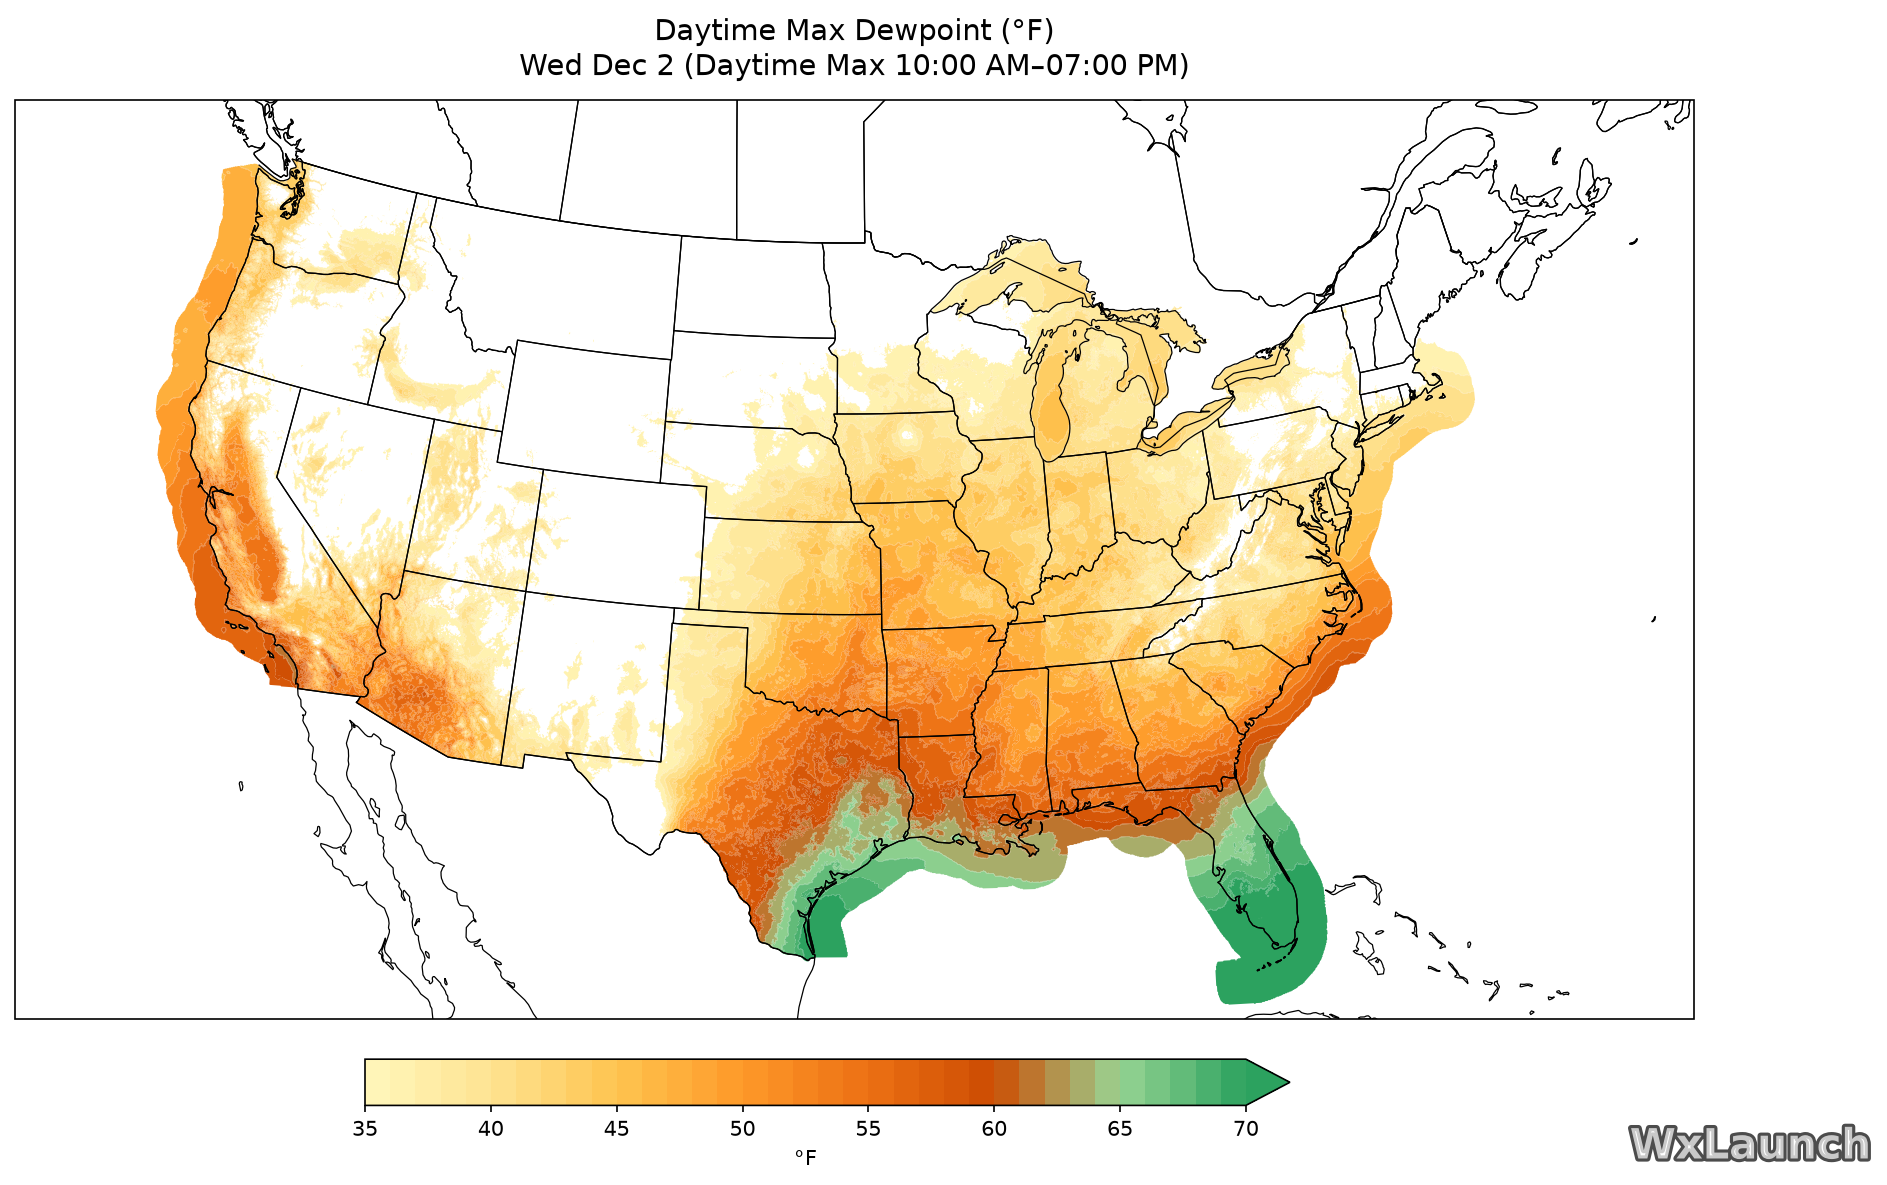 Daytime Max Dewpoint (°F)
Wed Dec 2 (Daytime Max 10:00 AM–07:00 PM)
35 40 45 50 55 60 65 70
°F
WxLaunch